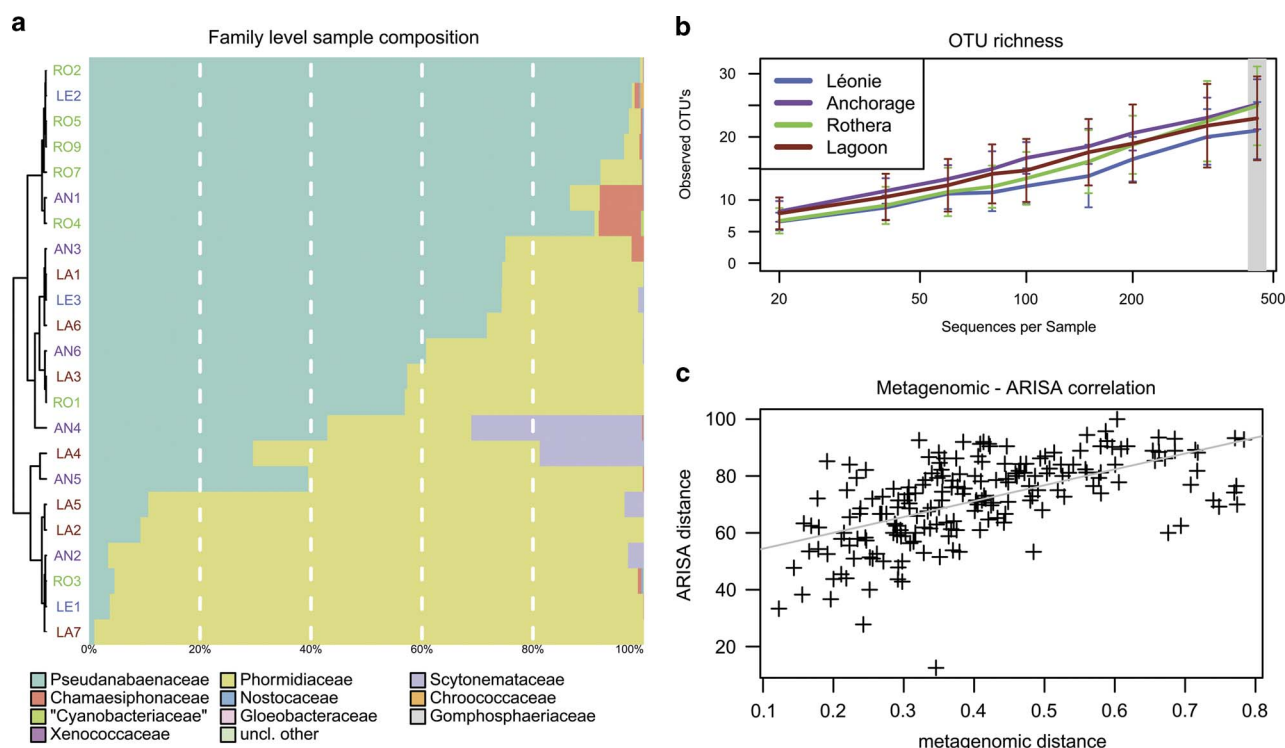 a
Family level sample composition
RO2
LE2
RO5
RO9
RO7
AN1
RO4
AN3
LA1
LE3
LA6
AN6
LA3
RO1
AN4
LA4
AN5
LA5
LA2
AN2
RO3
LE1
LA7
0% 20% 40% 60% 80% 100%
Pseudanabaenaceae Phormidiaceae Scytonemataceae
Chamaesiphonaceae Nostocaceae Chroococcaceae
"Cyanobacteriaceae" Gloeobacteraceae Gomphosphaeriaceae
Xenococcaceae uncl. other
b
OTU richness
Observed OTU's
30
20
10
5
0
Léonie
Anchorage
Rothera
Lagoon
20 50 100 200 500
Sequences per Sample
c
Metagenomic - ARISA correlation
ARISA distance
100
80
60
40
20
0.1 0.2 0.3 0.4 0.5 0.6 0.7 0.8
metagenomic distance